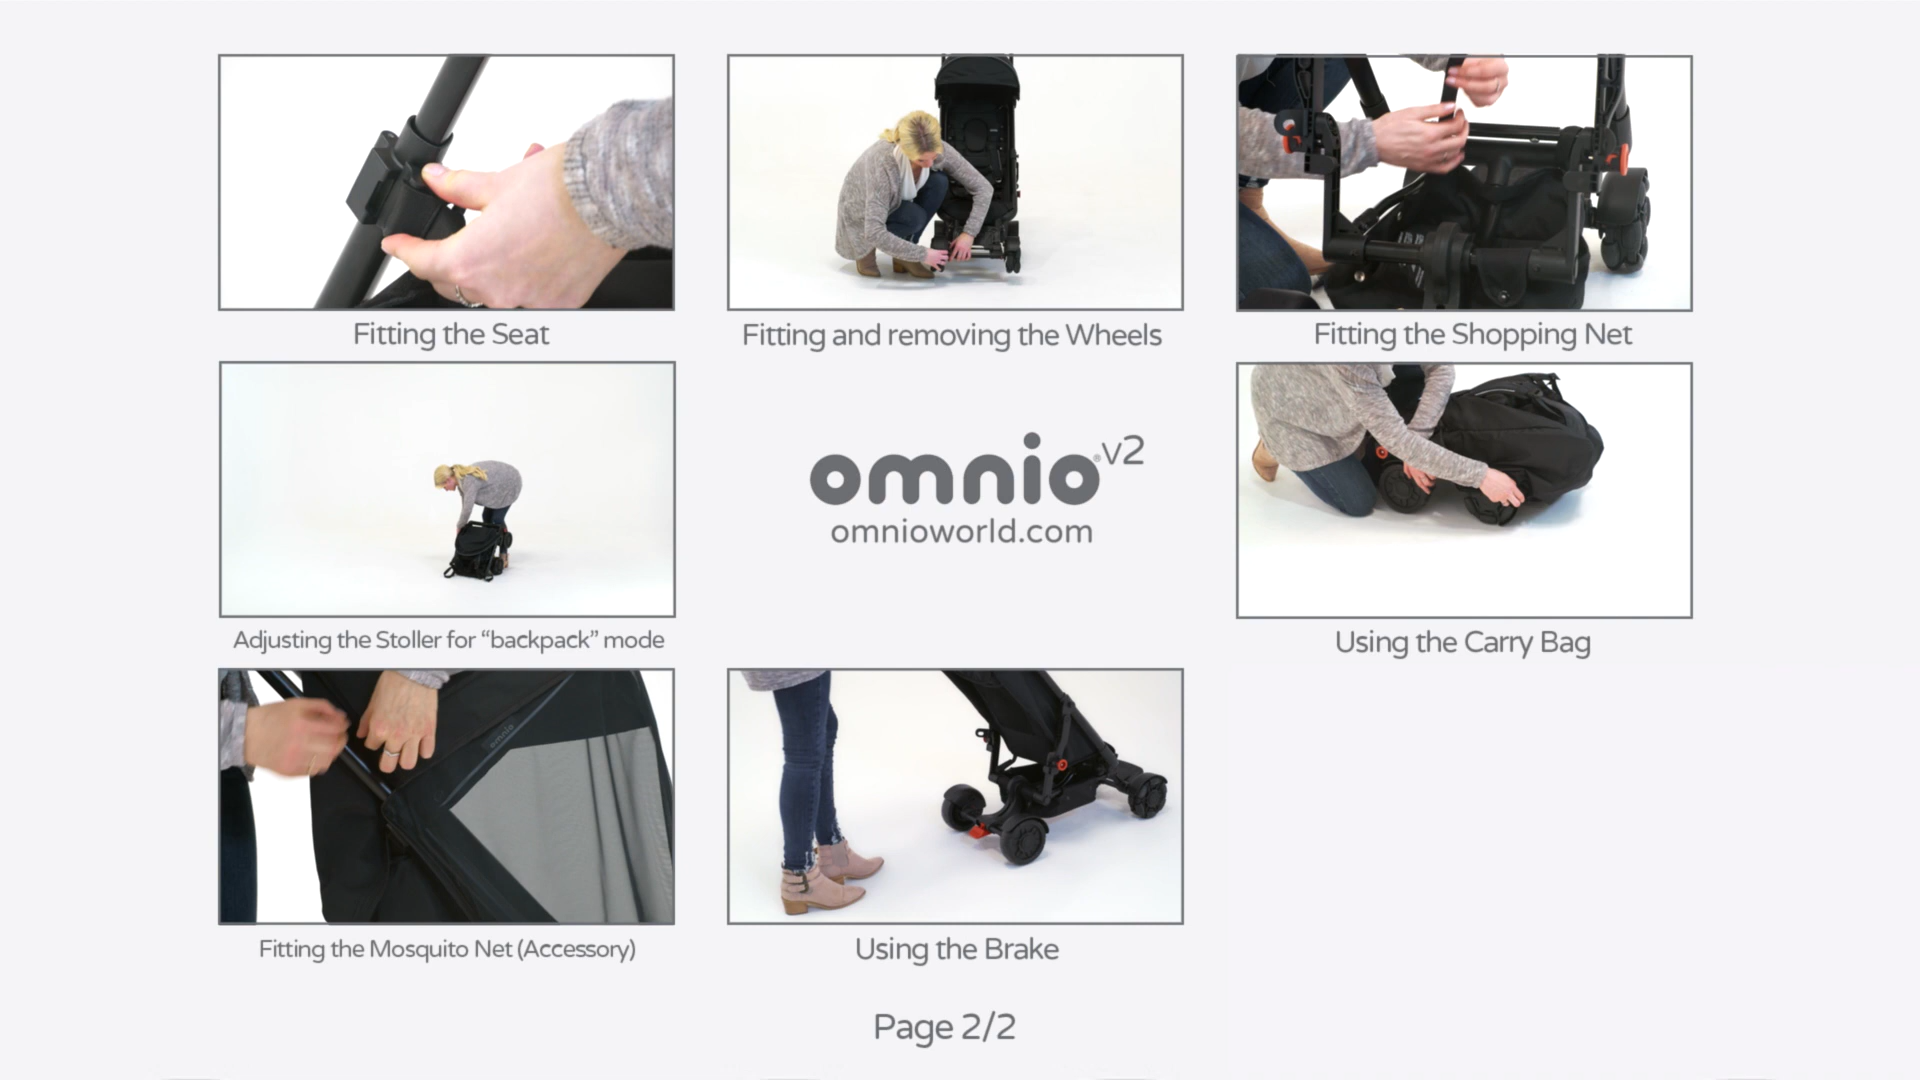 Fitting the Seat
Fitting and removing the Wheels
Fitting the Shopping Net
omnio® v2
omnioworld.com
Adjusting the Stoller for “backpack” mode
Using the Carry Bag
omnio
Fitting the Mosquito Net (Accessory)
Using the Brake
Page 2/2